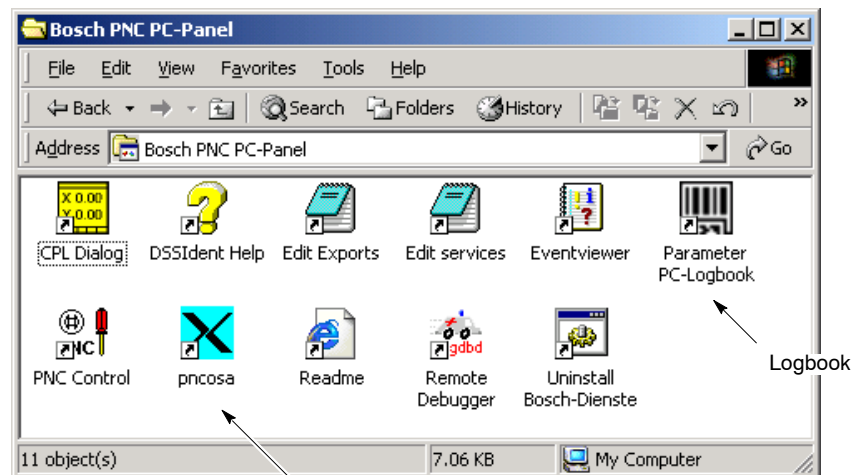 Bosch PNC PC-Panel
File Edit View Favorites Tools Help
Back Search Folders History »
Address Bosch PNC PC-Panel Go
X 0.00
Y 0.00
CPL Dialog DSSIdent Help Edit Exports Edit services Eventviewer Parameter
PC-Logbook
Logbook
PNC
gdbd
PNC Control pncosa Readme Remote
Debugger Uninstall
Bosch-Dienste
11 object(s) 7.06 KB My Computer